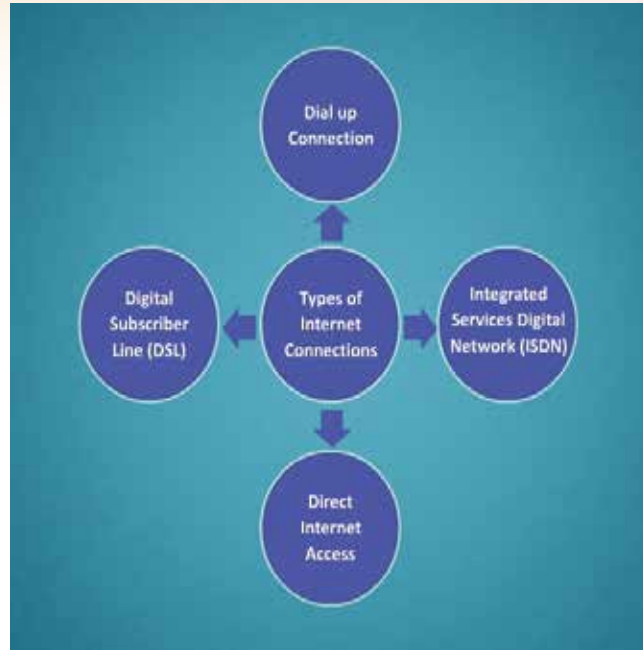 Dial up
Connection
Digital
Subscriber
Line (DSL)
Types of
Internet
Connections
Integrated
Services Digital
Network (ISDN)
Direct
Internet
Access